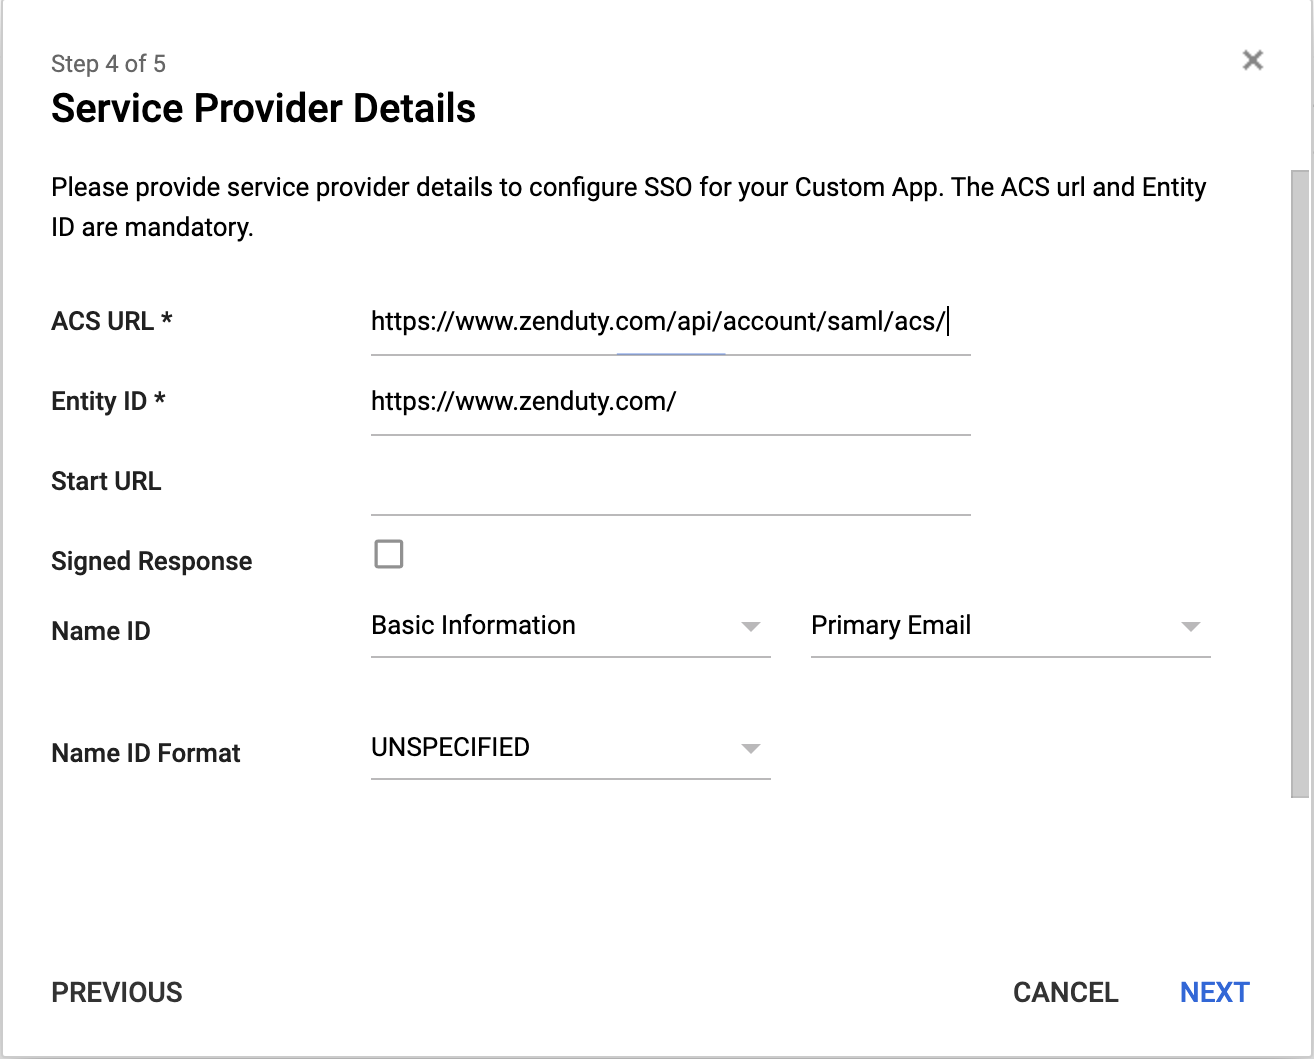 Step 4 of 5
Service Provider Details
Please provide service provider details to configure SSO for your Custom App. The ACS url and Entity
ID are mandatory.
ACS URL * https://www.zenduty.com/api/account/saml/acs/
Entity ID * https://www.zenduty.com/
Start URL
Signed Response
Name ID Basic Information Primary Email
Name ID Format UNSPECIFIED
PREVIOUS CANCEL NEXT